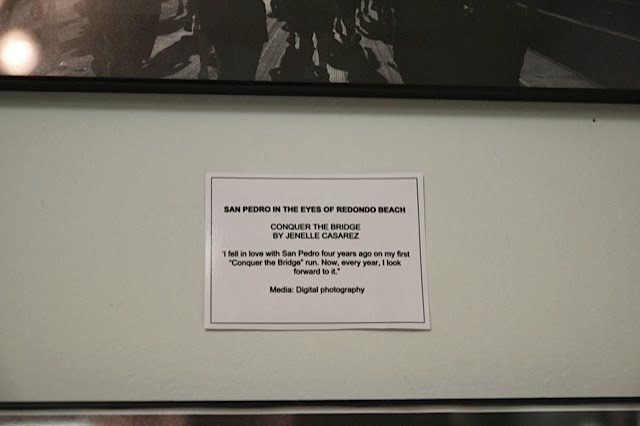 SAN PEDRO IN THE EYES OF REDONDO BEACH
CONQUER THE BRIDGE
BY JENELLE CASAREZ
"I fell in love with San Pedro four years ago on my first
"Conquer the Bridge" run. Now, every year, I look
forward to it."
Media: Digital photography